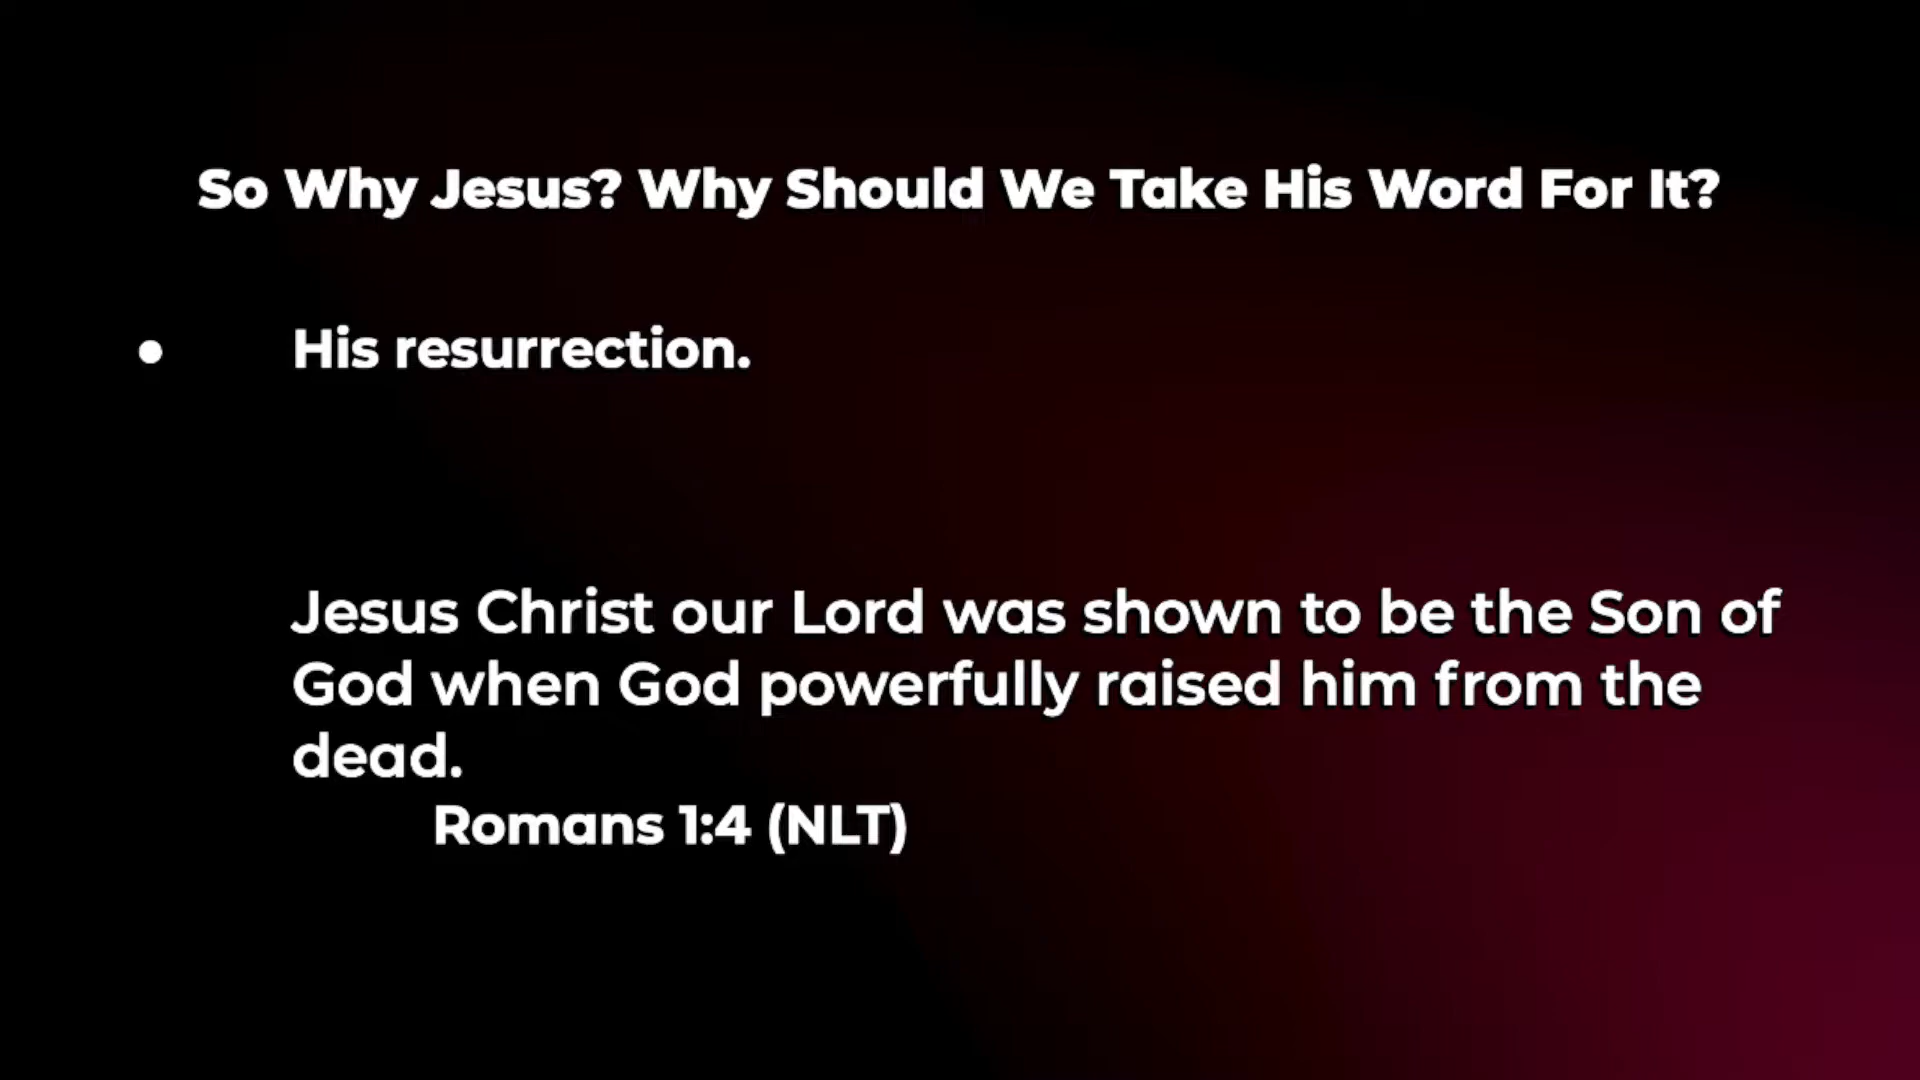 So Why Jesus? Why Should We Take His Word For It?
● His resurrection.
Jesus Christ our Lord was shown to be the Son of
God when God powerfully raised him from the
dead.
Romans 1:4 (NLT)